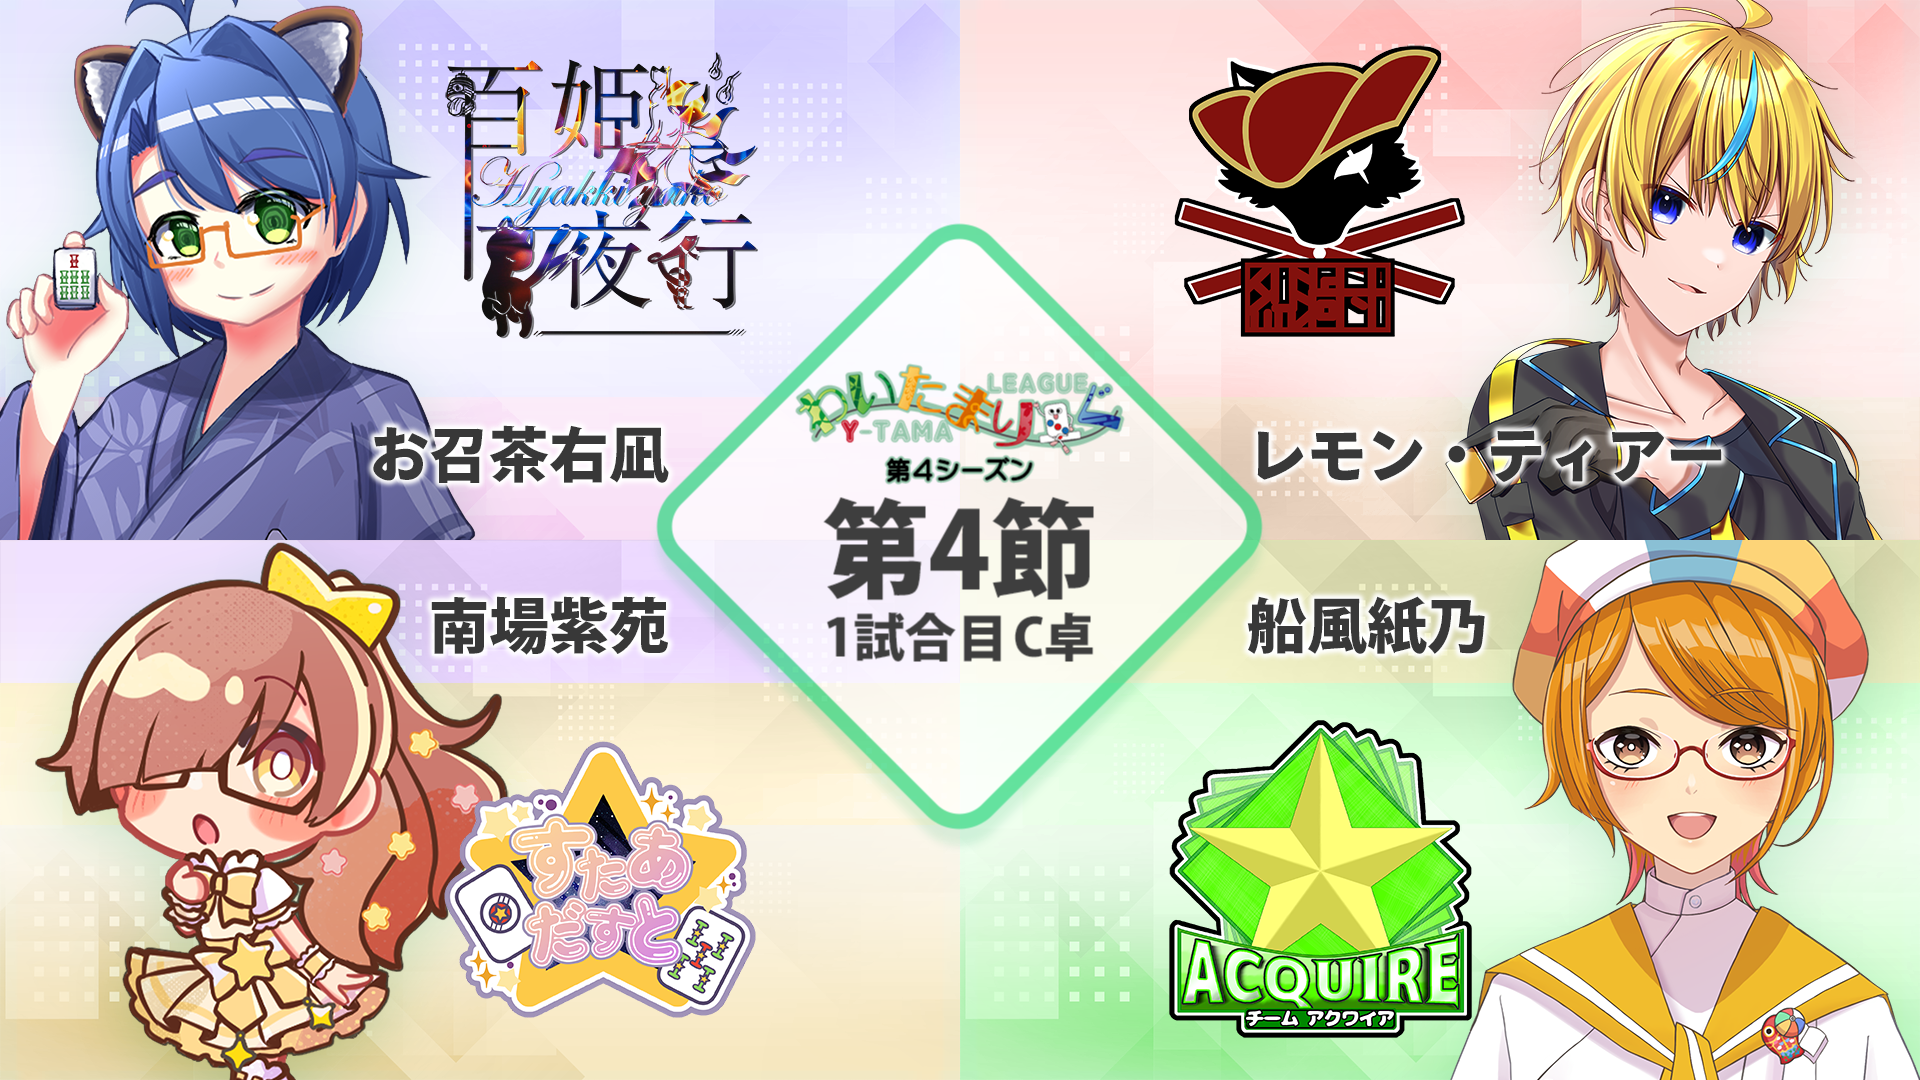 百姫
Hyakkiyako
夜行
お召茶右凪
レモン・ティアー
わいたまりーぐ
LEAGUE
Y-TAMA
第4シーズン
第4節
1試合目C卓
南場紫苑
船風紙乃
すたあ
だすと
ACQUIRE
チーム アクワイア